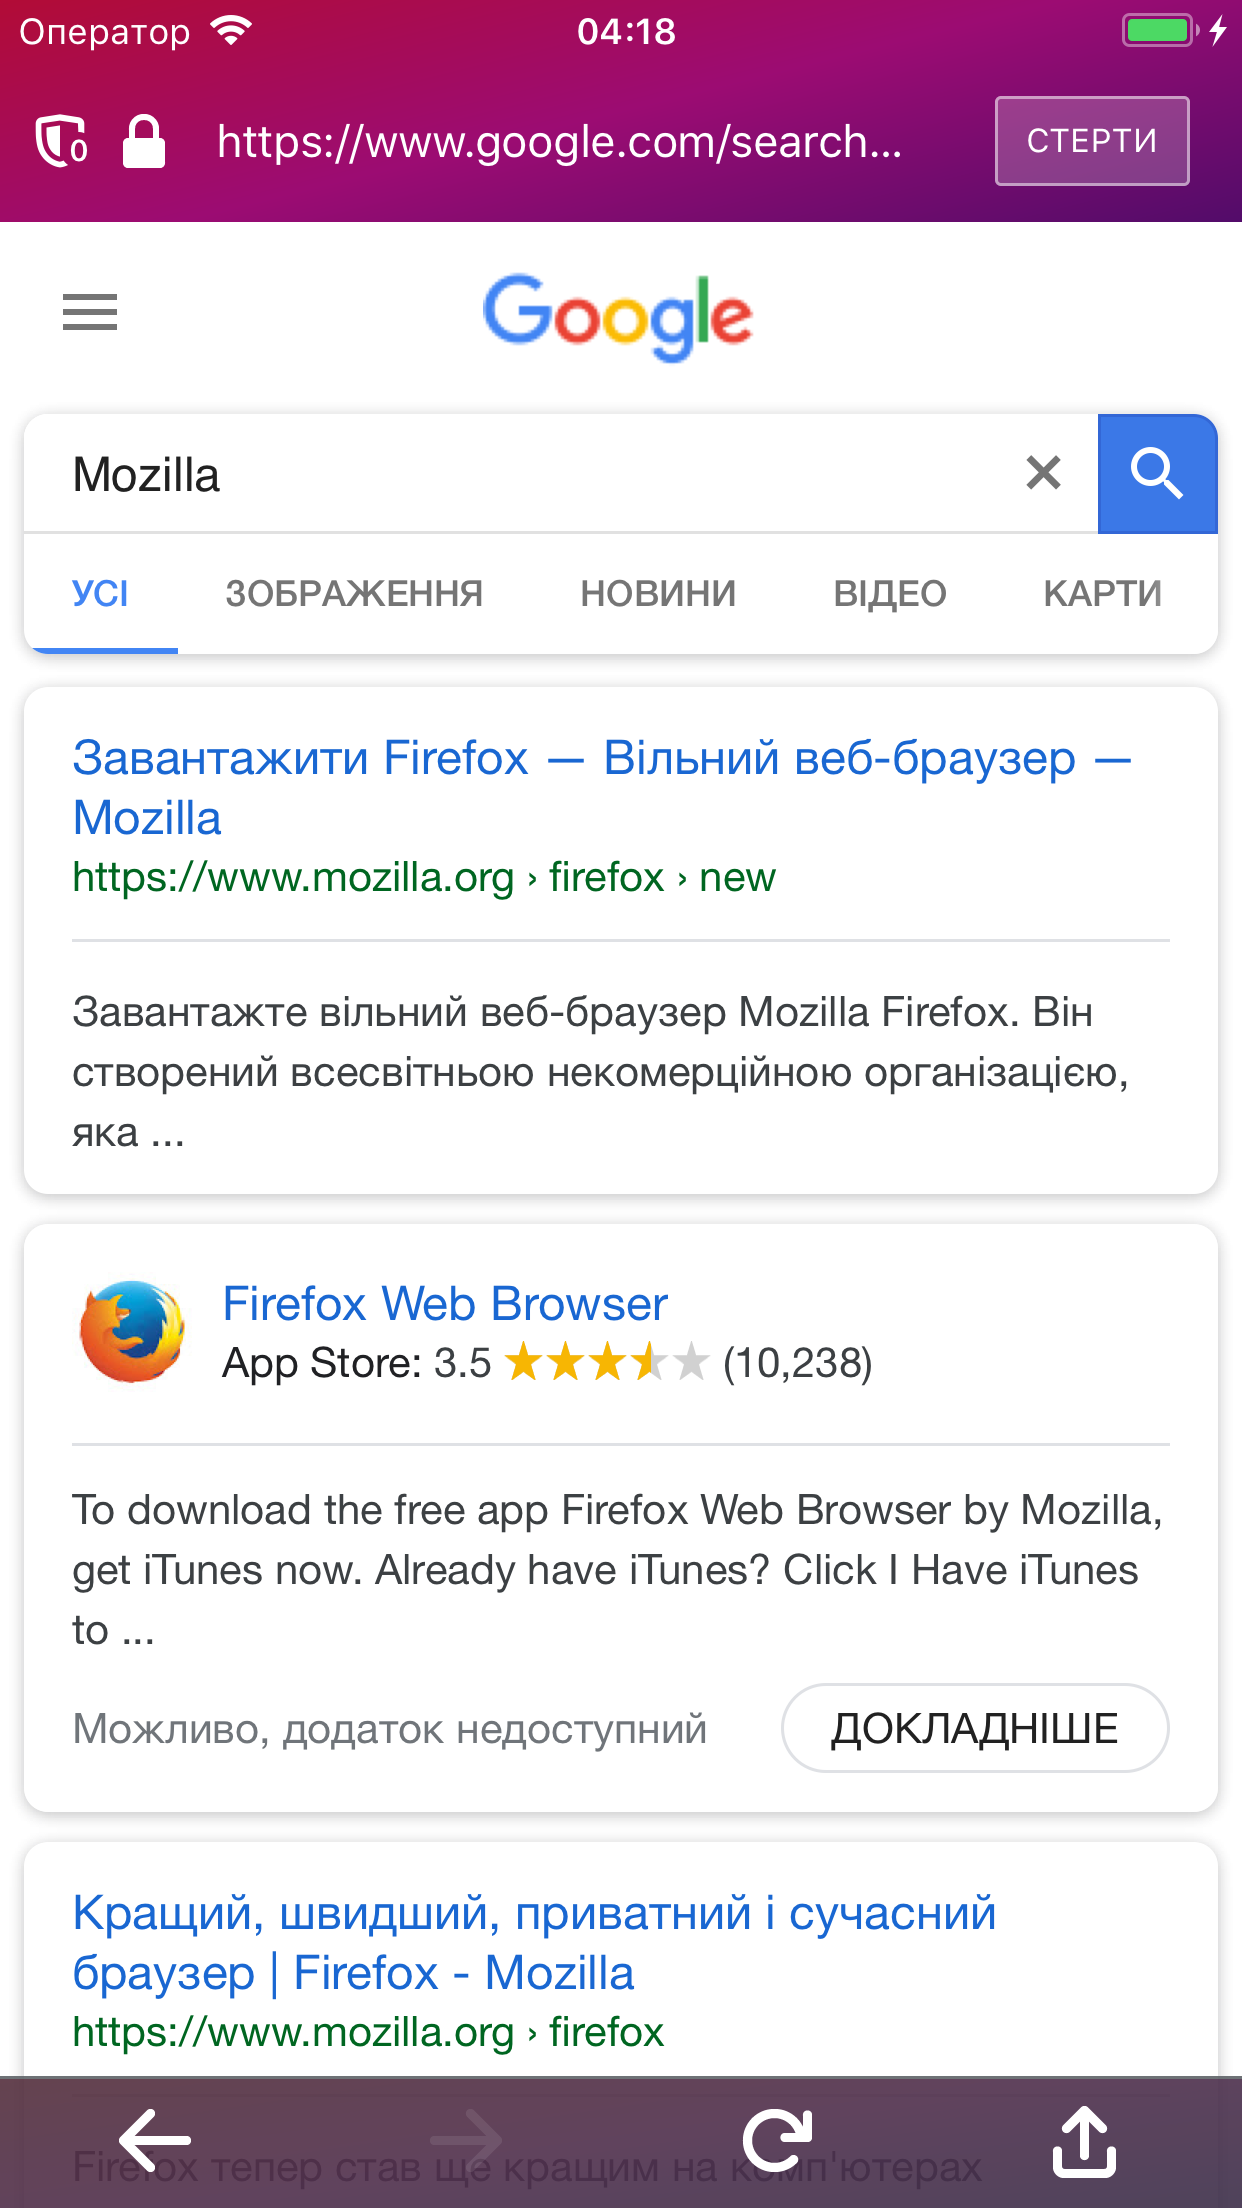 Оператор
04:18
0
https://www.google.com/search...
СТЕРТИ
Google
Mozilla
УСІ
ЗОБРАЖЕННЯ
НОВИНИ
ВІДЕО
КАРТИ
Завантажити Firefox — Вільний веб-браузер —
Mozilla
https://www.mozilla.org › firefox › new
Завантажте вільний веб-браузер Mozilla Firefox. Він
створений всесвітньою некомерційною організацією,
яка ...
Firefox Web Browser
App Store: 3.5 ★★★★★ (10,238)
To download the free app Firefox Web Browser by Mozilla,
get iTunes now. Already have iTunes? Click I Have iTunes
to ...
Можливо, додаток недоступний
ДОКЛАДНІШЕ
Кращий, швидший, приватний і сучасний
браузер | Firefox - Mozilla
https://www.mozilla.org › firefox
Firefox тепер став ще кращим на комп'ютерах